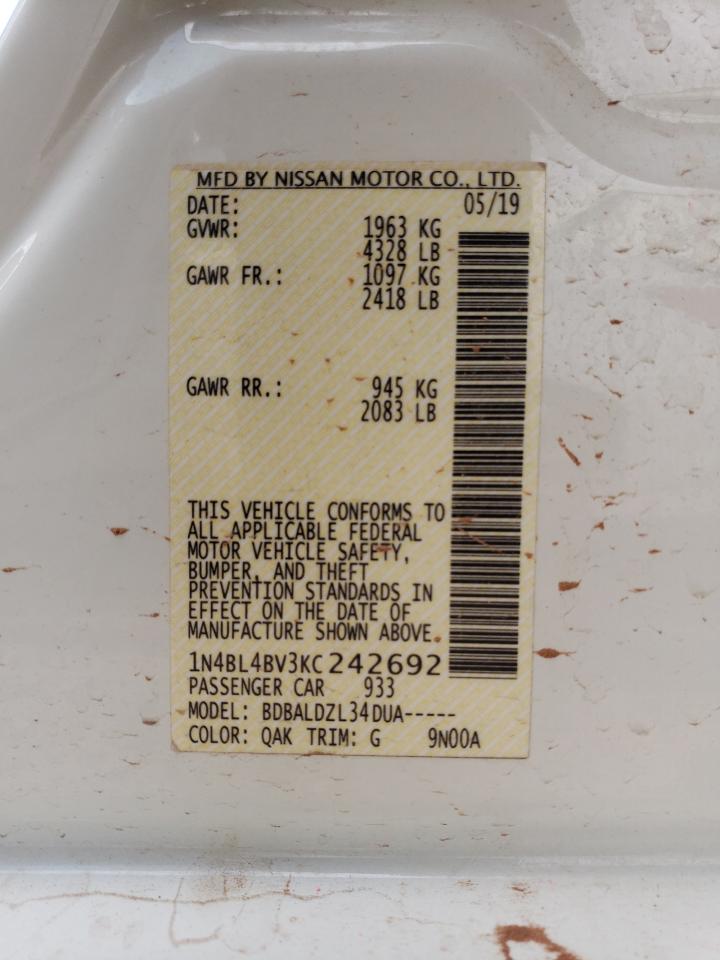 MFD BY NISSAN MOTOR CO., LTD.
DATE: 05/19
GVWR: 1963 KG
4328 LB
GAWR FR.: 1097 KG
2418 LB
GAWR RR.: 945 KG
2083 LB
THIS VEHICLE CONFORMS TO
ALL APPLICABLE FEDERAL
MOTOR VEHICLE SAFETY,
BUMPER, AND THEFT
PREVENTION STANDARDS IN
EFFECT ON THE DATE OF
MANUFACTURE SHOWN ABOVE.
1N4BL4BV3KC242692
PASSENGER CAR 933
MODEL: BDBALDZL34DUA-----
COLOR: QAK TRIM: G 9N00A